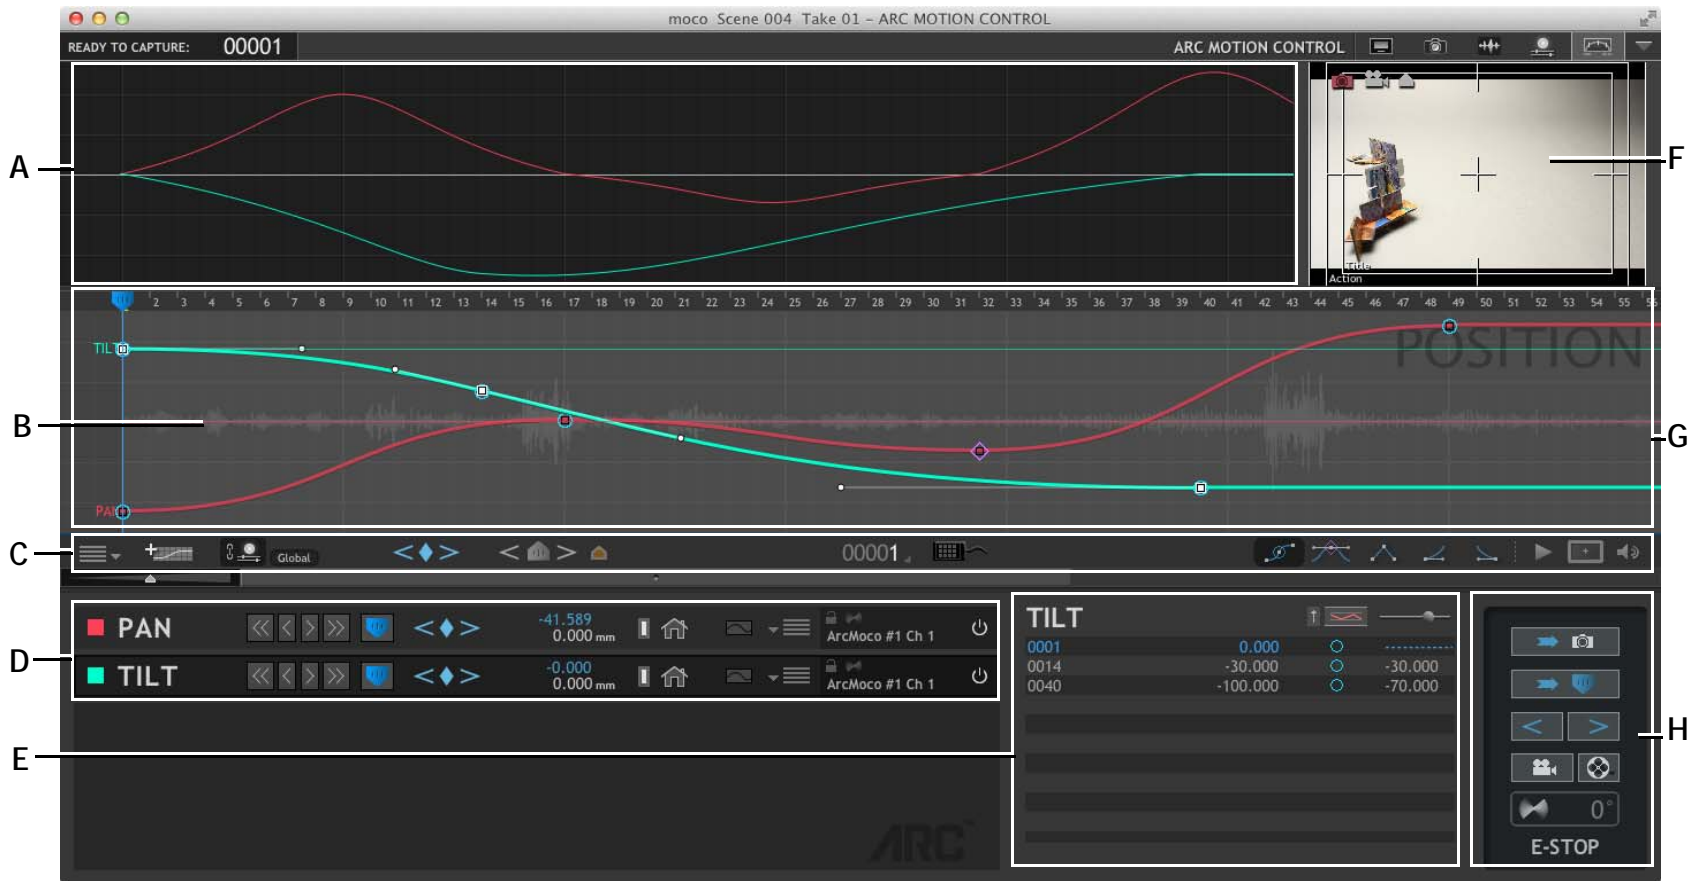 moco Scene 004 Take 01 – ARC MOTION CONTROL
READY TO CAPTURE: 00001
ARC MOTION CONTROL
A
F
Title
Action
2 3 4 5 6 7 8 9 10 11 12 13 14 15 16 17 18 19 20 21 22 23 24 25 26 27 28 29 30 31 32 33 34 35 36 37 38 39 40 41 42 43 44 45 46 47 48 49 50 51 52 53 54 55 56
TILT
POSITION
B
G
PAN
C
Global
00001
D
PAN
-41.589
0.000 mm
ArcMoco #1 Ch 1
TILT
-0.000
0.000 mm
ArcMoco #1 Ch 1
E
TILT
0001 0.000
0014 -30.000 -30.000
0040 -100.000 -70.000
H
0°
E-STOP
ARC